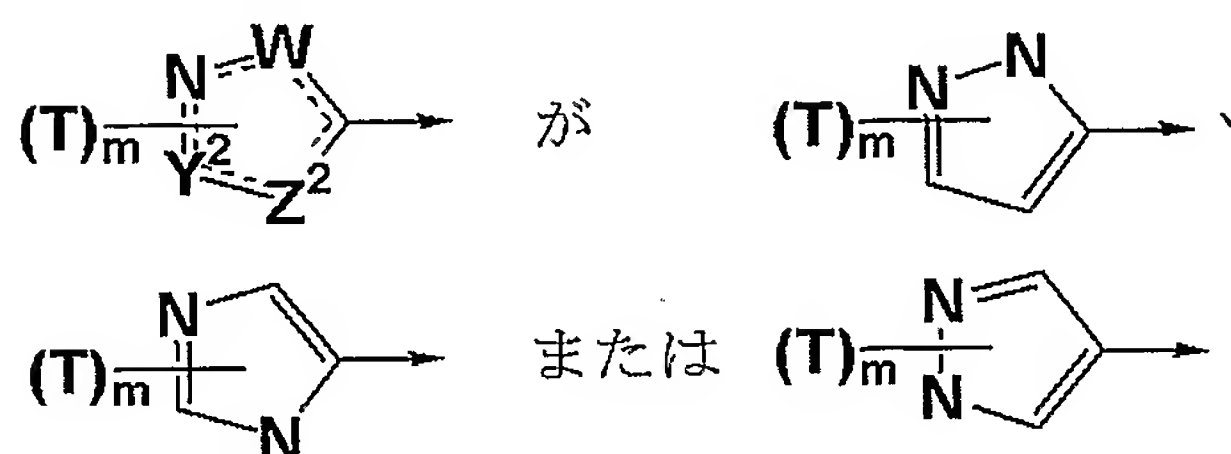 (T)m N W Y2 Z2 が (T)m N N 、
(T)m N N または (T)m N N